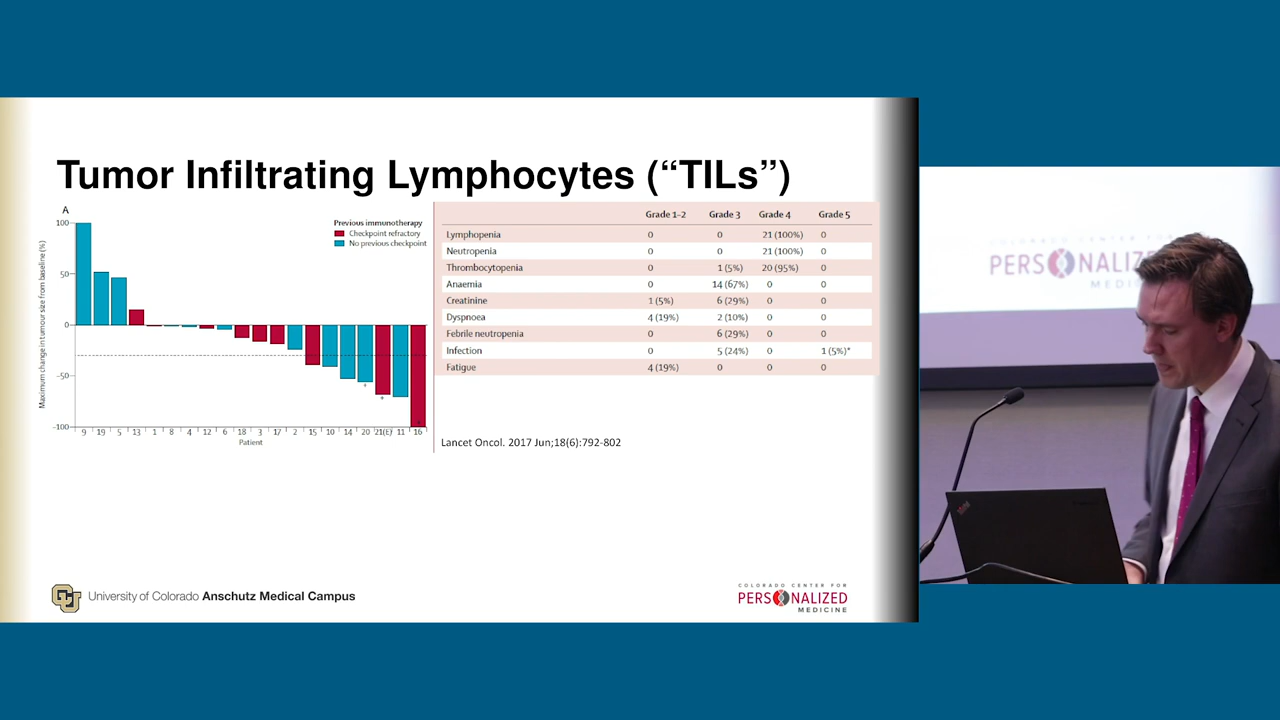 Tumor Infiltrating Lymphocytes (“TILs”)
A
Previous immunotherapy
Checkpoint refractory
No previous checkpoint
Maximum change in tumour size from baseline (%)
100
50
0
−50
−100
9 19 5 13 1 8 4 12 6 18 3 17 2 15 10 14 20 21(E) 11 16
Patient
Grade 1–2 Grade 3 Grade 4 Grade 5
Lymphopenia 0 0 21 (100%) 0
Neutropenia 0 0 21 (100%) 0
Thrombocytopenia 0 1 (5%) 20 (95%) 0
Anaemia 0 14 (67%) 0 0
Creatinine 1 (5%) 6 (29%) 0 0
Dyspnoea 4 (19%) 2 (10%) 0 0
Febrile neutropenia 0 6 (29%) 0 0
Infection 0 5 (24%) 0 1 (5%)*
Fatigue 4 (19%) 0 0 0
Lancet Oncol. 2017 Jun;18(6):792-802
University of Colorado Anschutz Medical Campus
COLORADO CENTER FOR
PERSONALIZED
MEDICINE